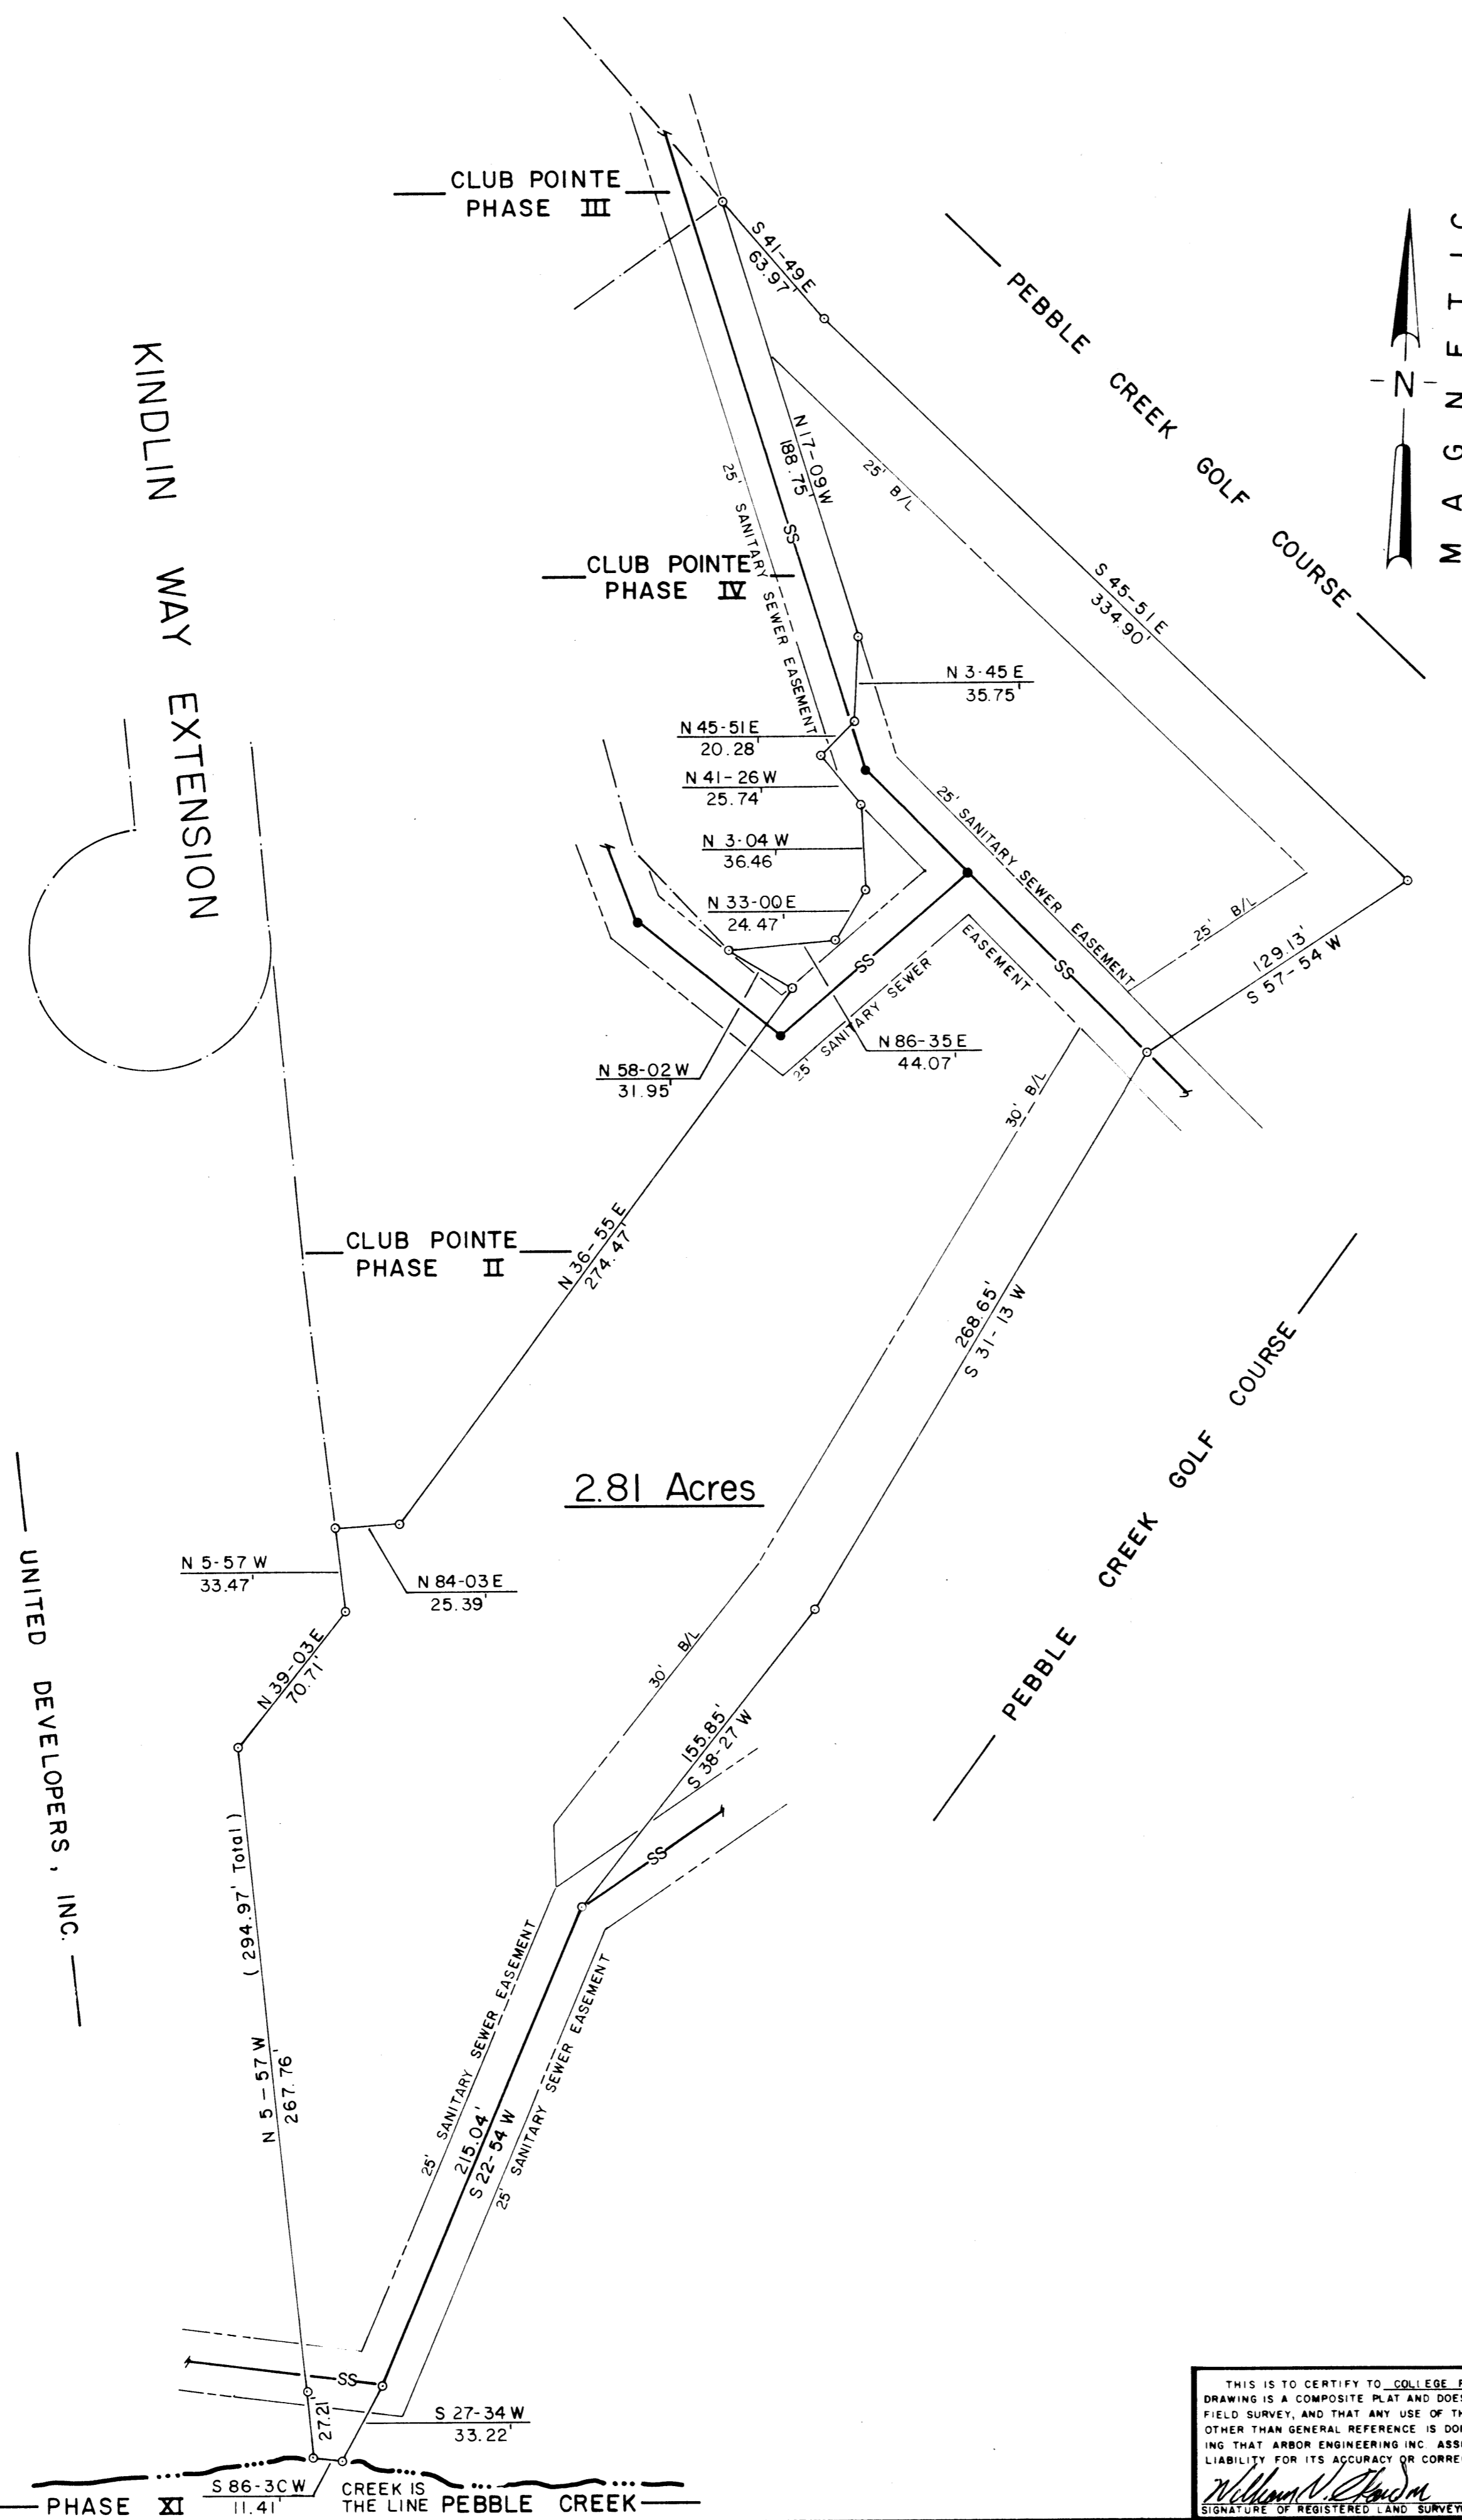 CLUB POINTE
PHASE III
S 41-49 E
63.97'
PEBBLE CREEK GOLF COURSE
MAGNETIC
-N-
KINDLIN WAY EXTENSION
N 17-09 W
188.75'
25' B/L
25' SANITARY SEWER EASEMENT
SS
CLUB POINTE
PHASE IV
S 45-51 E
334.90'
N 3-45 E
35.75'
N 45-51 E
20.28'
N 41-26 W
25.74'
N 3-04 W
36.46'
N 33-00 E
24.47'
25' SANITARY SEWER EASEMENT
25' B/L
129.13'
S 57-54 W
SS
SS
25' SANITARY SEWER EASEMENT
N 86-35 E
44.07'
N 58-02 W
31.95'
30' B/L
CLUB POINTE
PHASE II
N 36-55 E
274.47'
268.65'
S 31-13 W
PEBBLE CREEK GOLF COURSE
2.81 Acres
N 5-57 W
33.47'
N 84-03 E
25.39'
UNITED DEVELOPERS, INC.
N 39-03 E
70.71'
30' B/L
155.85'
S 38-27 W
(294.97' Total)
SS
N 5-57 W
267.76'
25' SANITARY SEWER EASEMENT
215.04'
S 22-54 W
25' SANITARY SEWER EASEMENT
SS
27.21'
S 27-34 W
33.22'
S 86-30 W
11.41'
CREEK IS
THE LINE
PHASE XI
PEBBLE CREEK
THIS IS TO CERTIFY TO COLLEGE
DRAWING IS A COMPOSITE PLAT AND DOES
FIELD SURVEY, AND THAT ANY USE OF TH
OTHER THAN GENERAL REFERENCE IS DO
ING THAT ARBOR ENGINEERING INC. ASS
LIABILITY FOR ITS ACCURACY OR CORRE
SIGNATURE OF REGISTERED LAND SURVEY